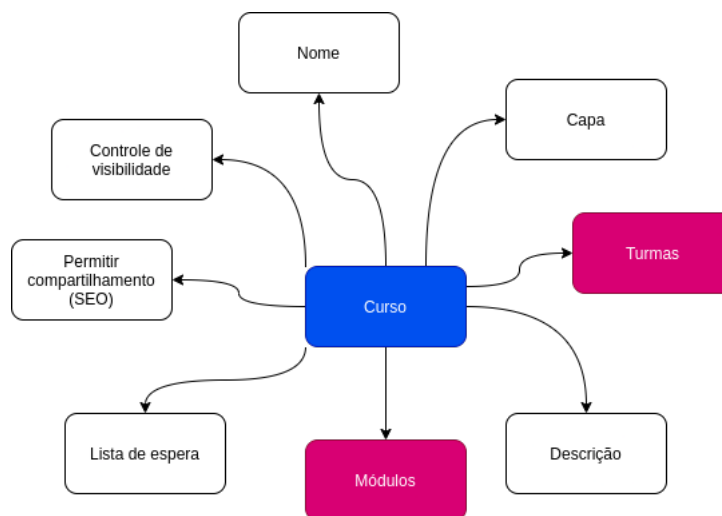 Nome
Capa
Controle de
visibilidade
Turmas
Permitir
compartilhamento
(SEO)
Curso
Lista de espera
Módulos
Descrição